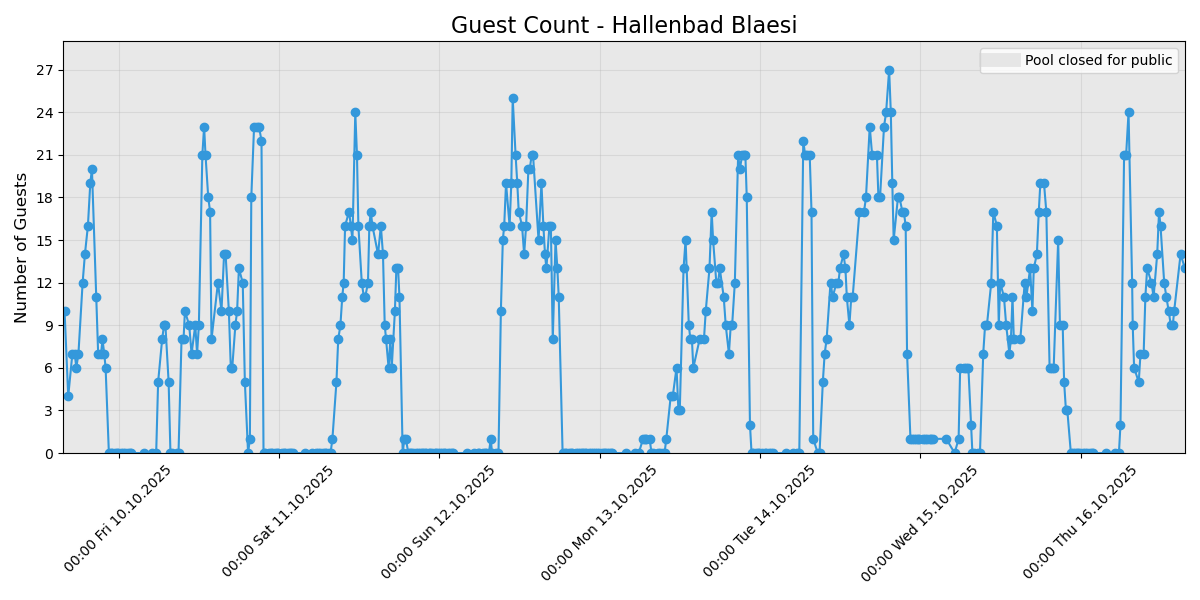 Guest Count - Hallenbad Blaesi
Pool closed for public
Number of Guests
27
24
21
18
15
12
9
6
3
0
00:00 Fri 10.10.2025
00:00 Sat 11.10.2025
00:00 Sun 12.10.2025
00:00 Mon 13.10.2025
00:00 Tue 14.10.2025
00:00 Wed 15.10.2025
00:00 Thu 16.10.2025